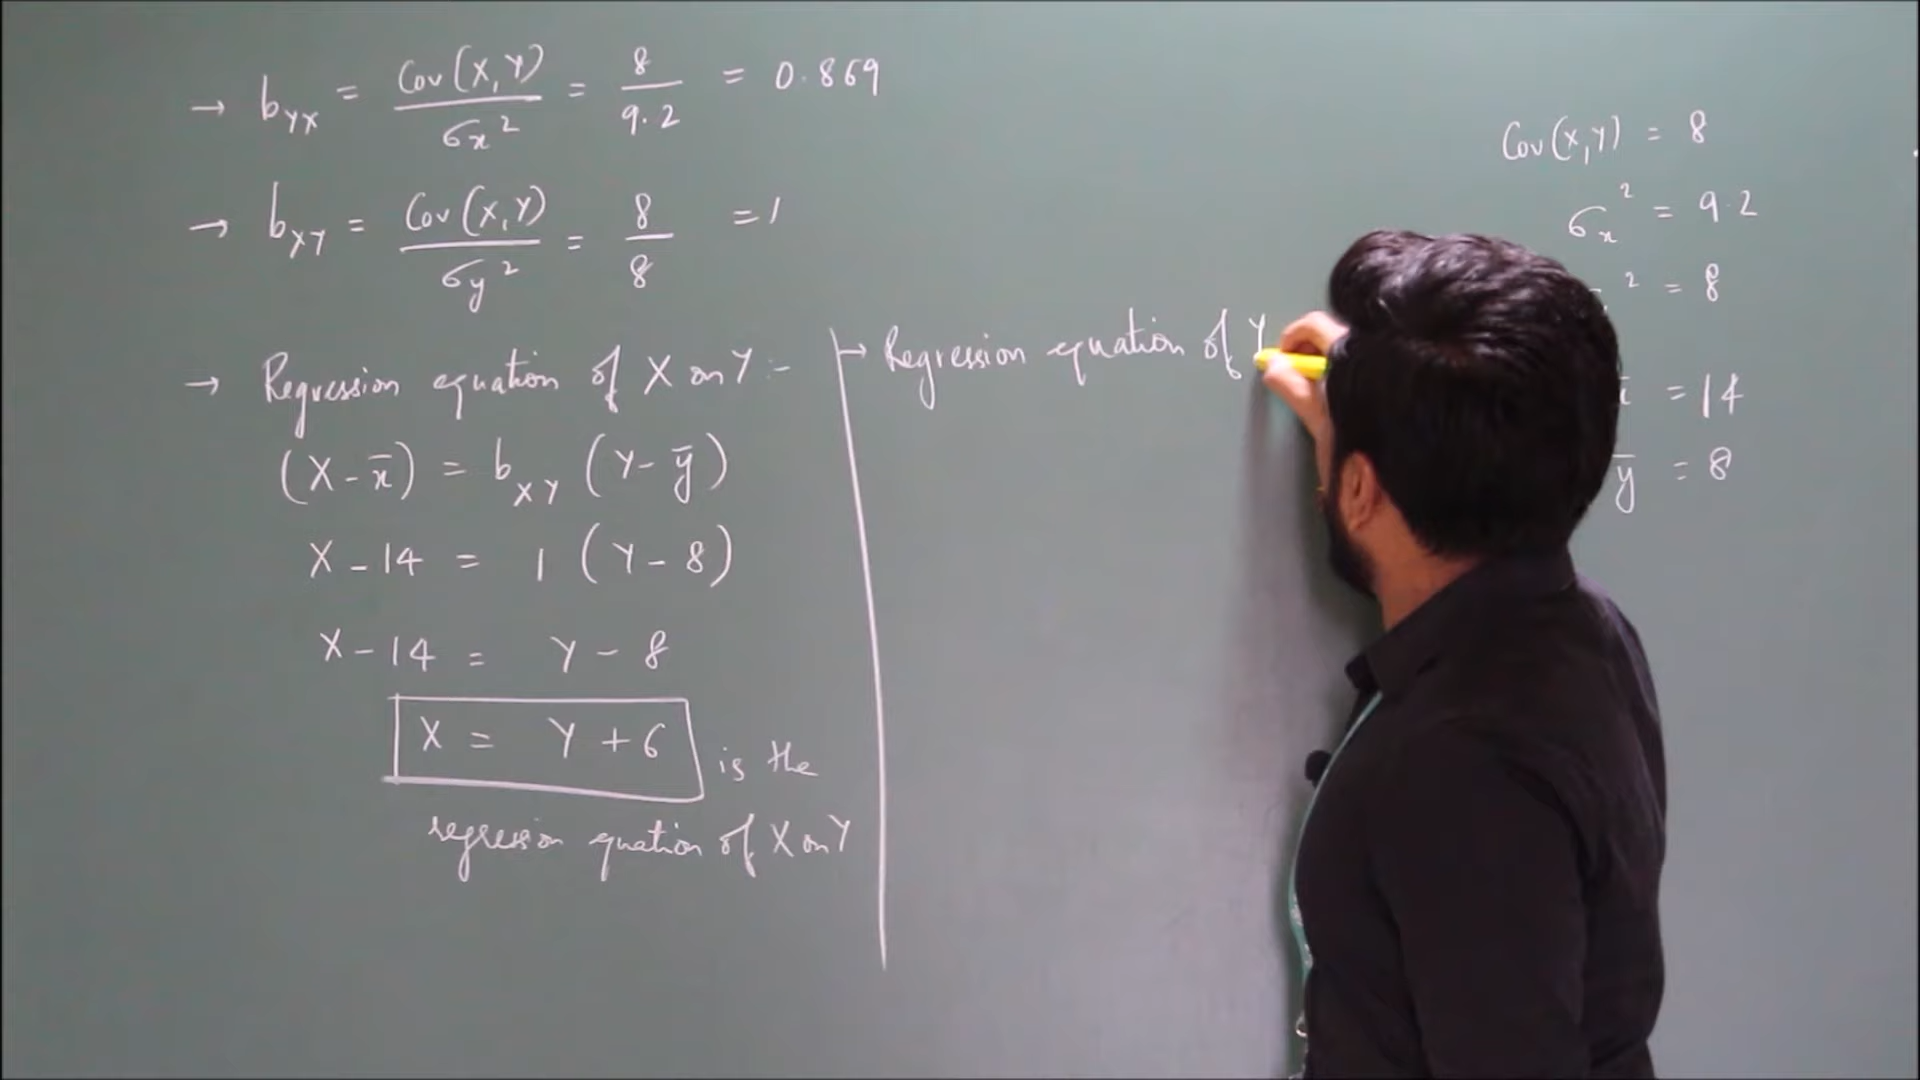 → bYX = Cov(X,Y) / σx² = 8 / 9.2 = 0.869
→ bXY = Cov(X,Y) / σy² = 8 / 8 = 1
→ Regression equation of X on Y :-
(X - x̄) = bXY (Y - ȳ)
X - 14 = 1 (Y - 8)
X - 14 = Y - 8
X = Y + 6 is the
regression equation of X on Y
→ Regression equation of Y
Cov(X,Y) = 8
σx² = 9.2
² = 8
= 14
ȳ = 8